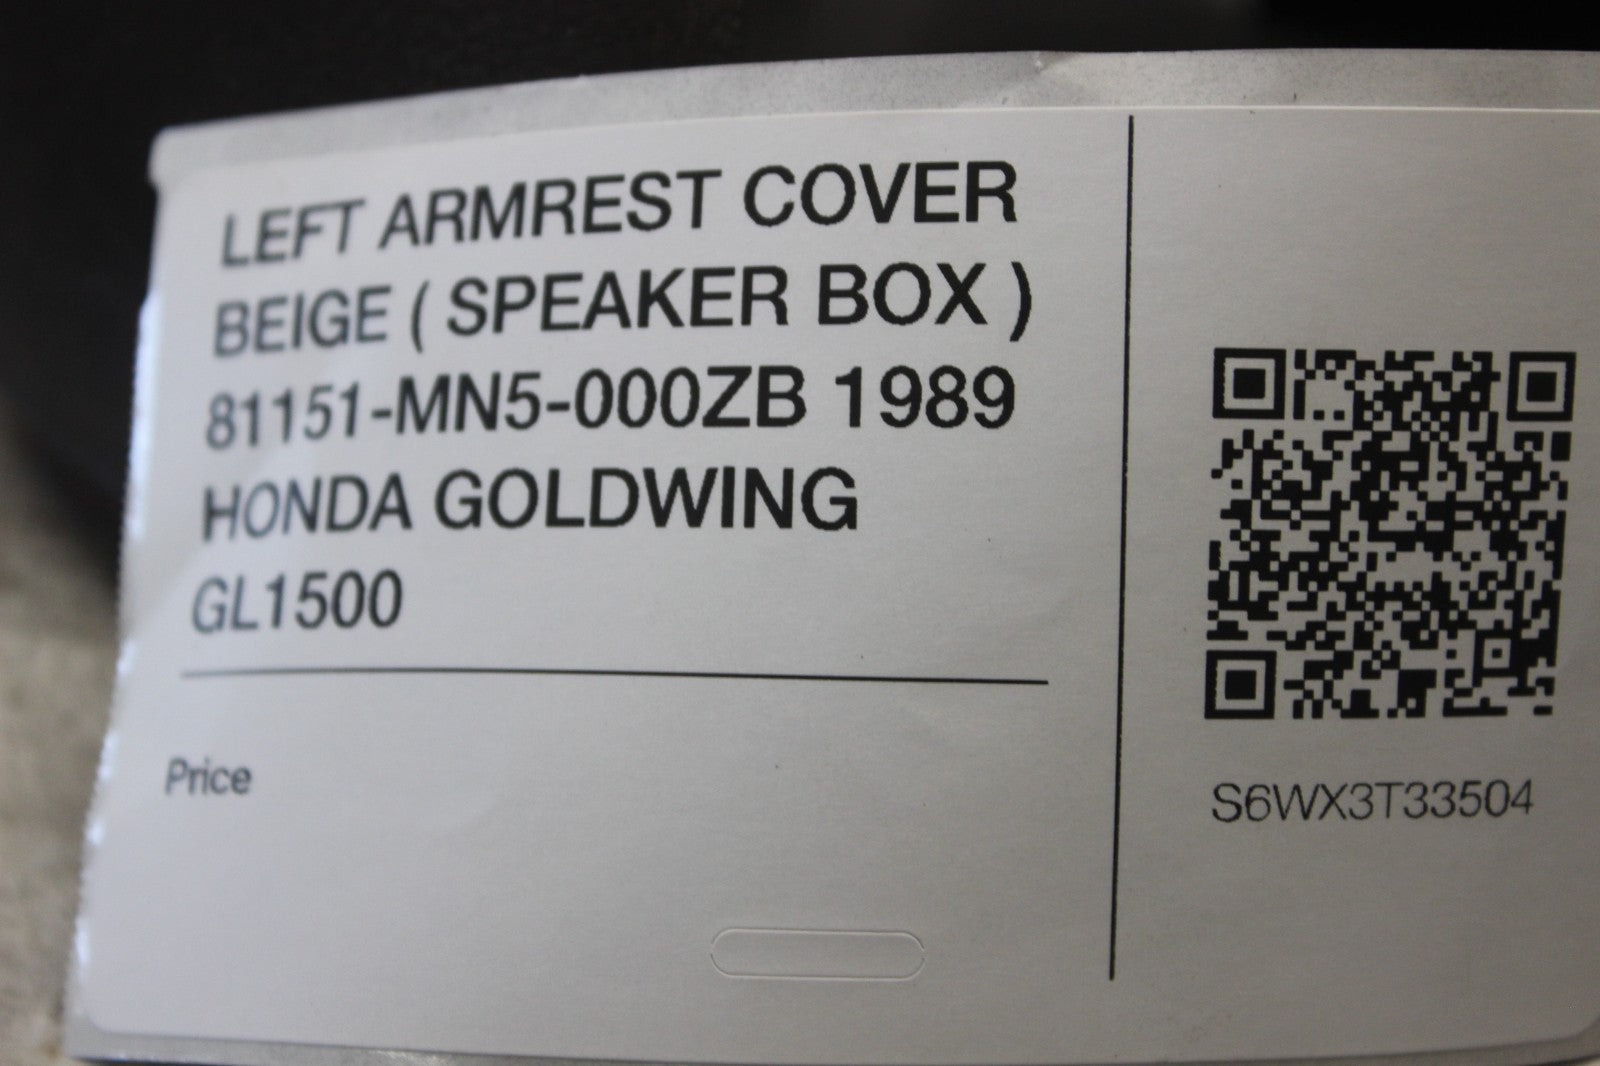 LEFT ARMREST COVER
BEIGE ( SPEAKER BOX )
81151-MN5-000ZB 1989
HONDA GOLDWING
GL1500
Price
S6WX3T33504